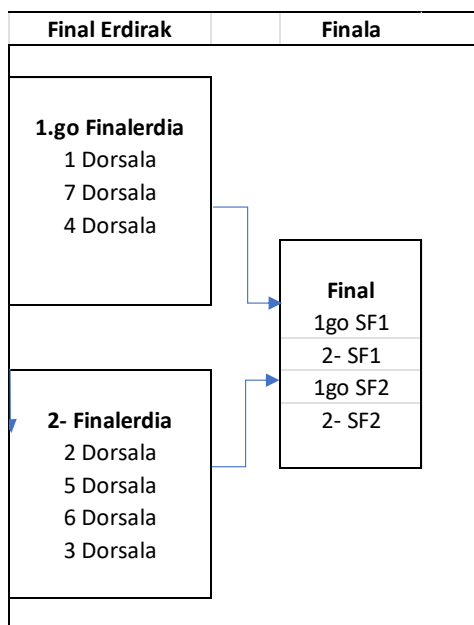 Final Erdirak
Finala
1.go Finalerdia
1 Dorsala
7 Dorsala
4 Dorsala
Final
1go SF1
2- SF1
1go SF2
2- SF2
2- Finalerdia
2 Dorsala
5 Dorsala
6 Dorsala
3 Dorsala